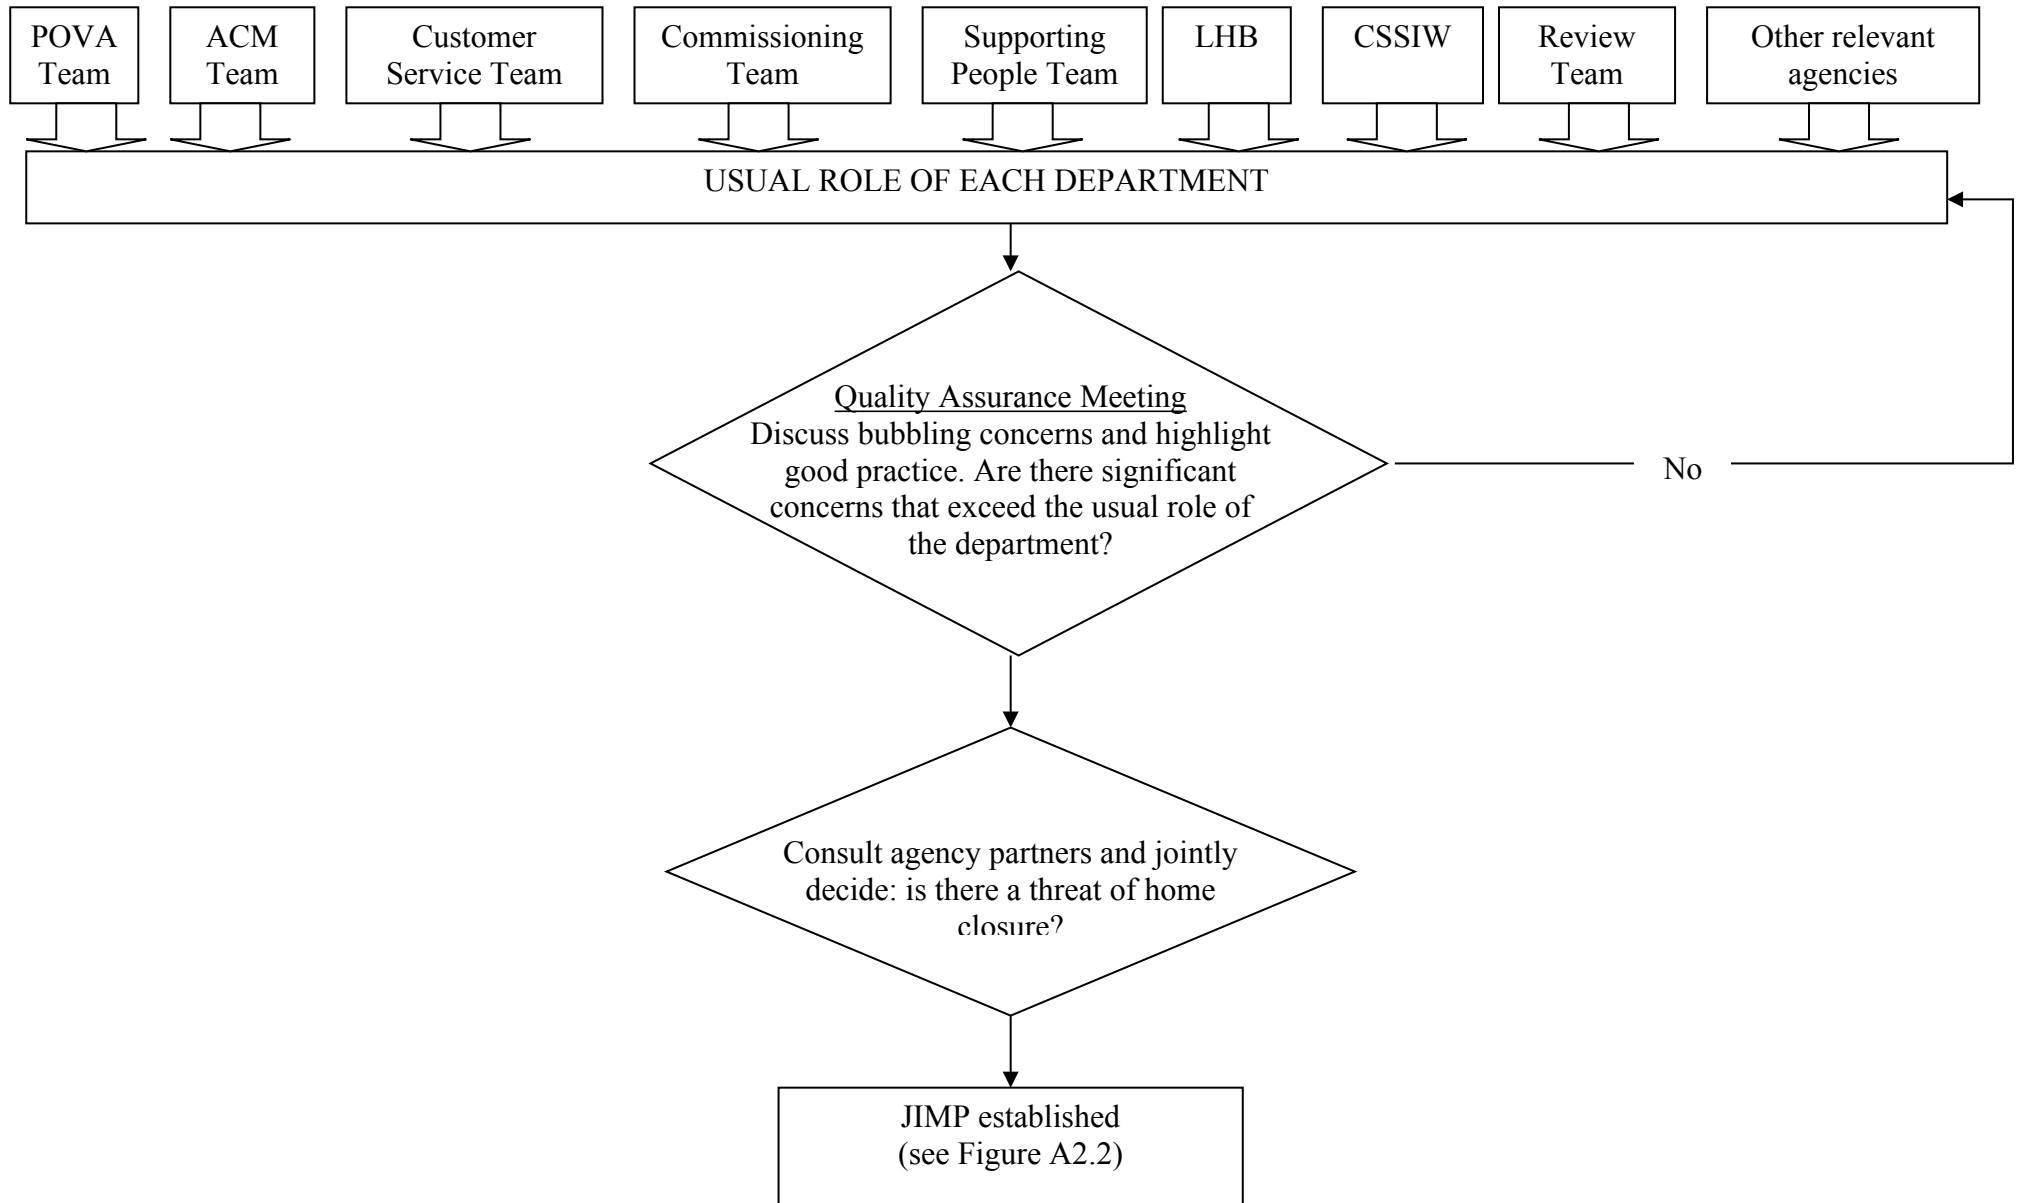 POVA
Team
ACM
Team
Customer
Service Team
Commissioning
Team
Supporting
People Team
LHB
CSSIW
Review
Team
Other relevant
agencies
USUAL ROLE OF EACH DEPARTMENT
Quality Assurance Meeting
Discuss bubbling concerns and highlight
good practice. Are there significant
concerns that exceed the usual role of
the department?
No
Consult agency partners and jointly
decide: is there a threat of home
closure?
JIMP established
(see Figure A2.2)